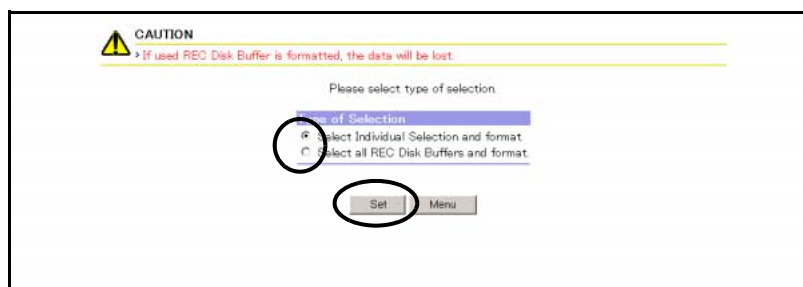 CAUTION
> If used REC Disk Buffer is formatted, the data will be lost.
Please select type of selection.
Type of Selection
Select Individual Selection and format.
Select all REC Disk Buffers and format.
Set Menu